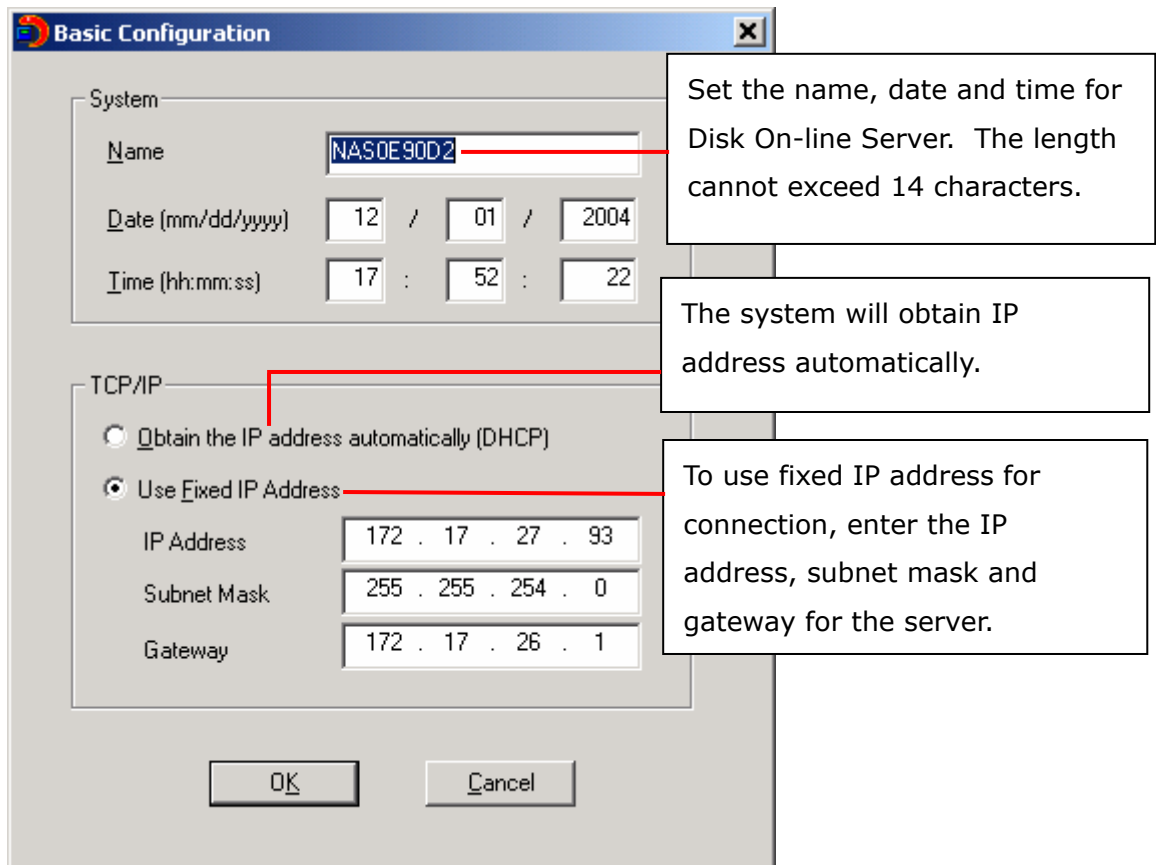 Basic Configuration
System
Name NAS0E90D2
Date (mm/dd/yyyy) 12 / 01 / 2004
Time (hh:mm:ss) 17 : 52 : 22
Set the name, date and time for
Disk On-line Server. The length
cannot exceed 14 characters.
The system will obtain IP
address automatically.
TCP/IP
Obtain the IP address automatically (DHCP)
Use Fixed IP Address
IP Address 172 . 17 . 27 . 93
Subnet Mask 255 . 255 . 254 . 0
Gateway 172 . 17 . 26 . 1
To use fixed IP address for
connection, enter the IP
address, subnet mask and
gateway for the server.
OK Cancel